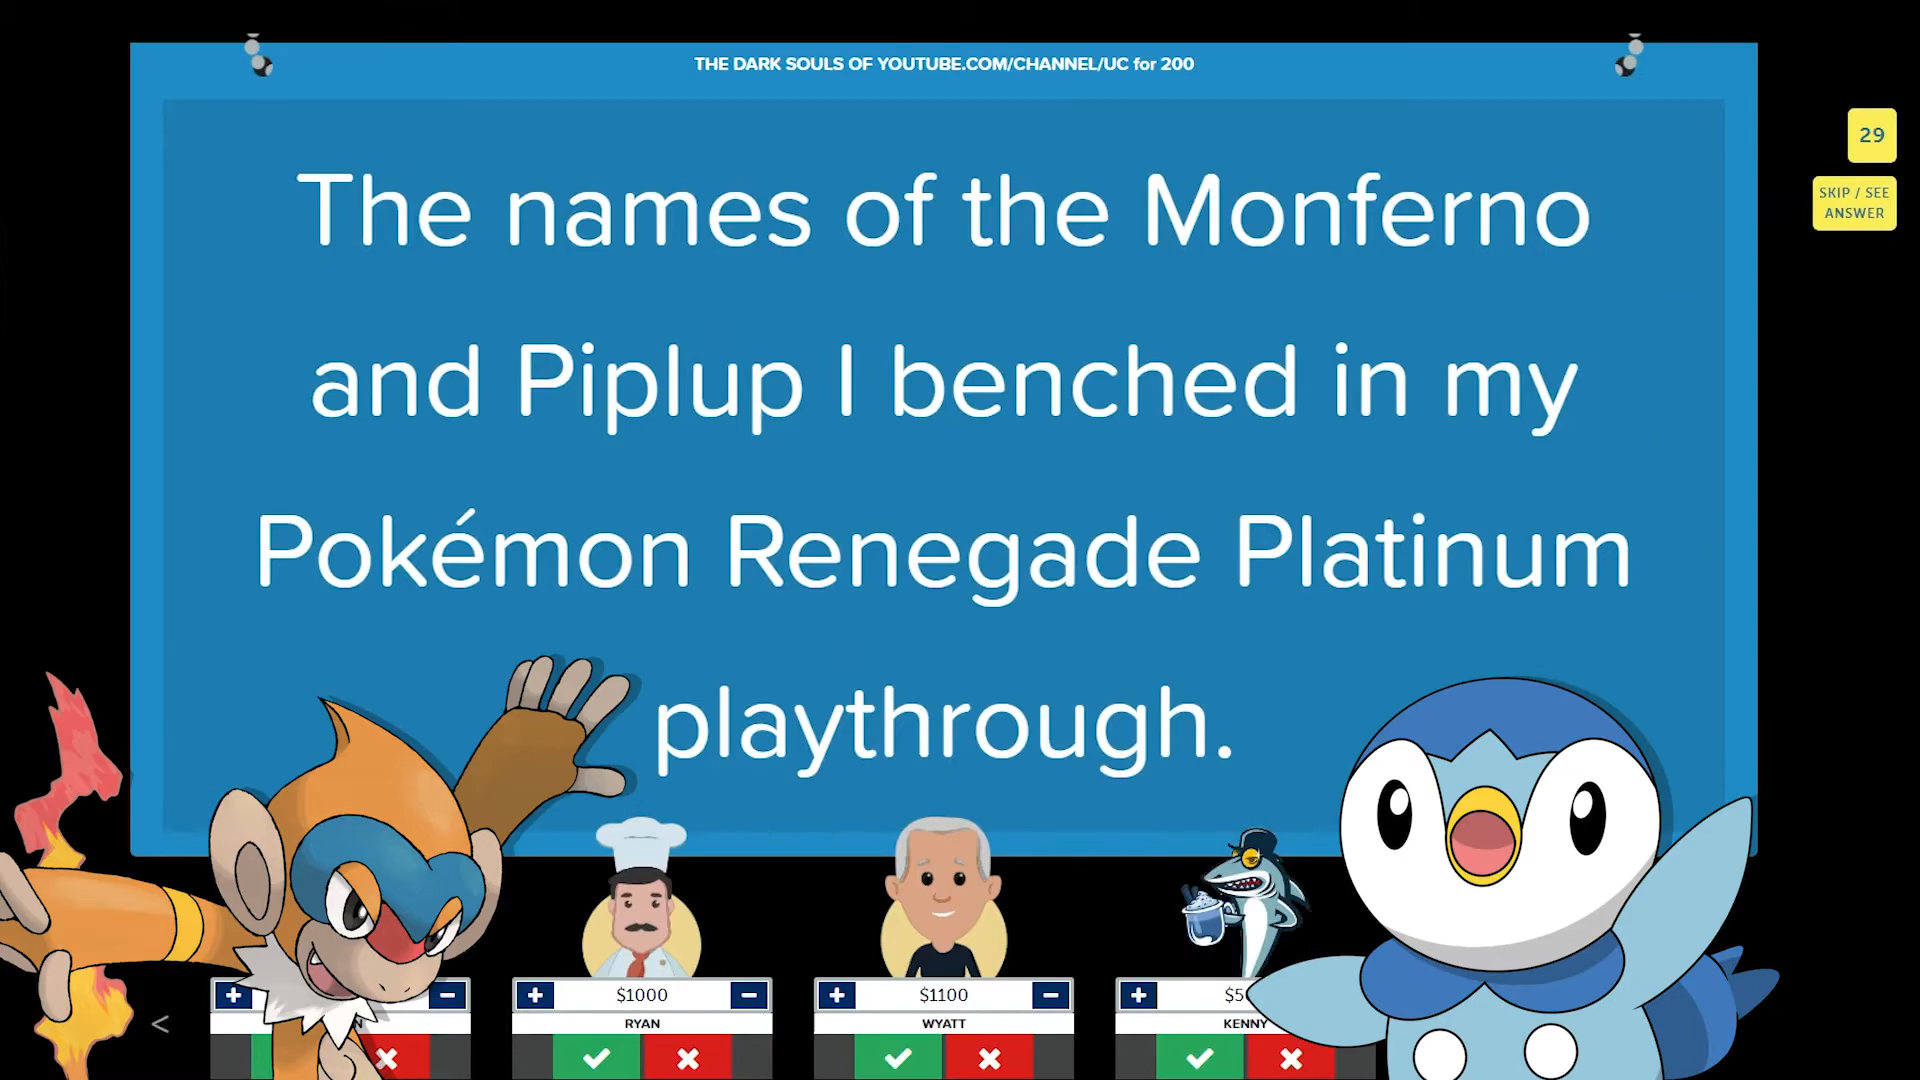 THE DARK SOULS OF YOUTUBE.COM/CHANNEL/UC for 200
29
SKIP / SEE
ANSWER
The names of the Monferno
and Piplup I benched in my
Pokémon Renegade Platinum
playthrough.
$1000
$1100
RYAN
WYATT
KENNY